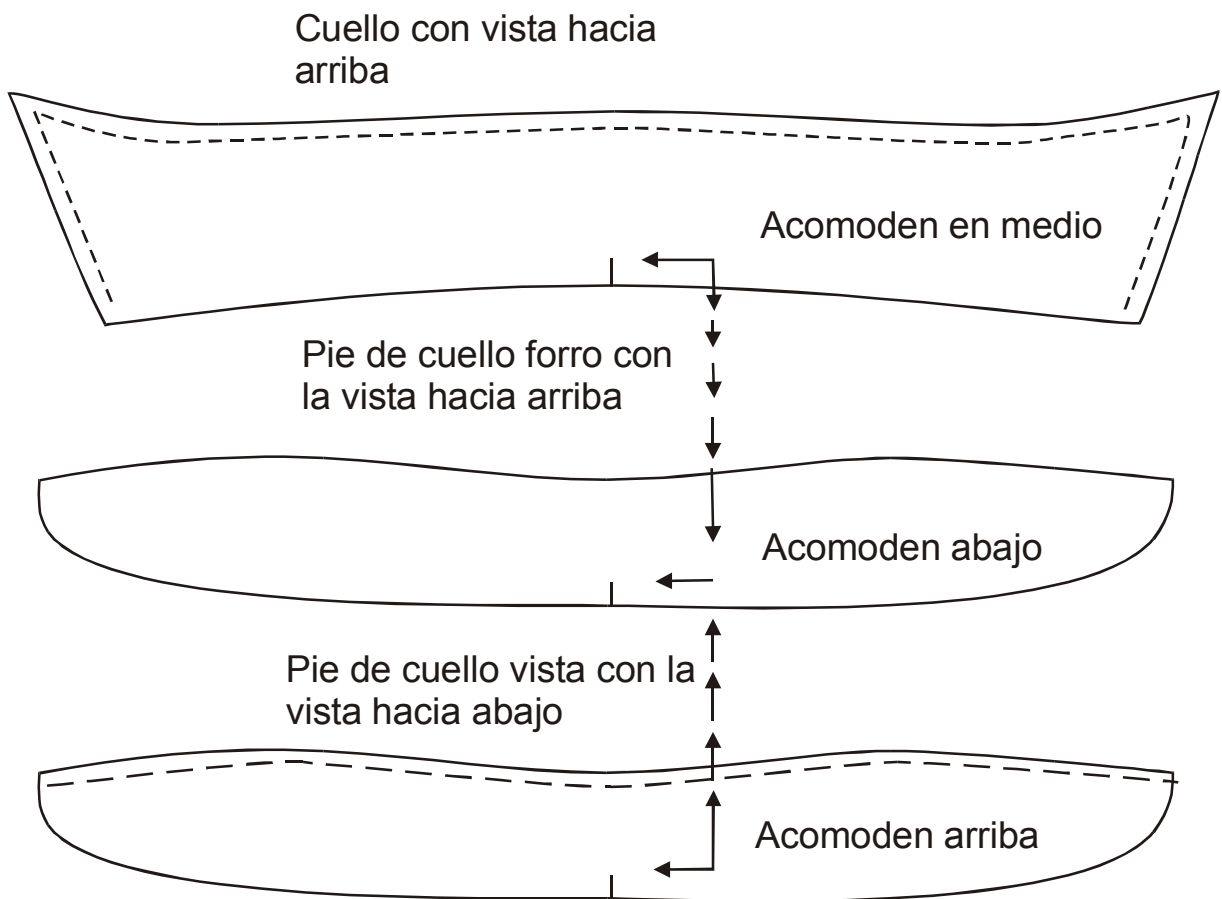 Cuello con vista hacia
arriba
Acomoden en medio
Pie de cuello forro con
la vista hacia arriba
Acomoden abajo
Pie de cuello vista con la
vista hacia abajo
Acomoden arriba